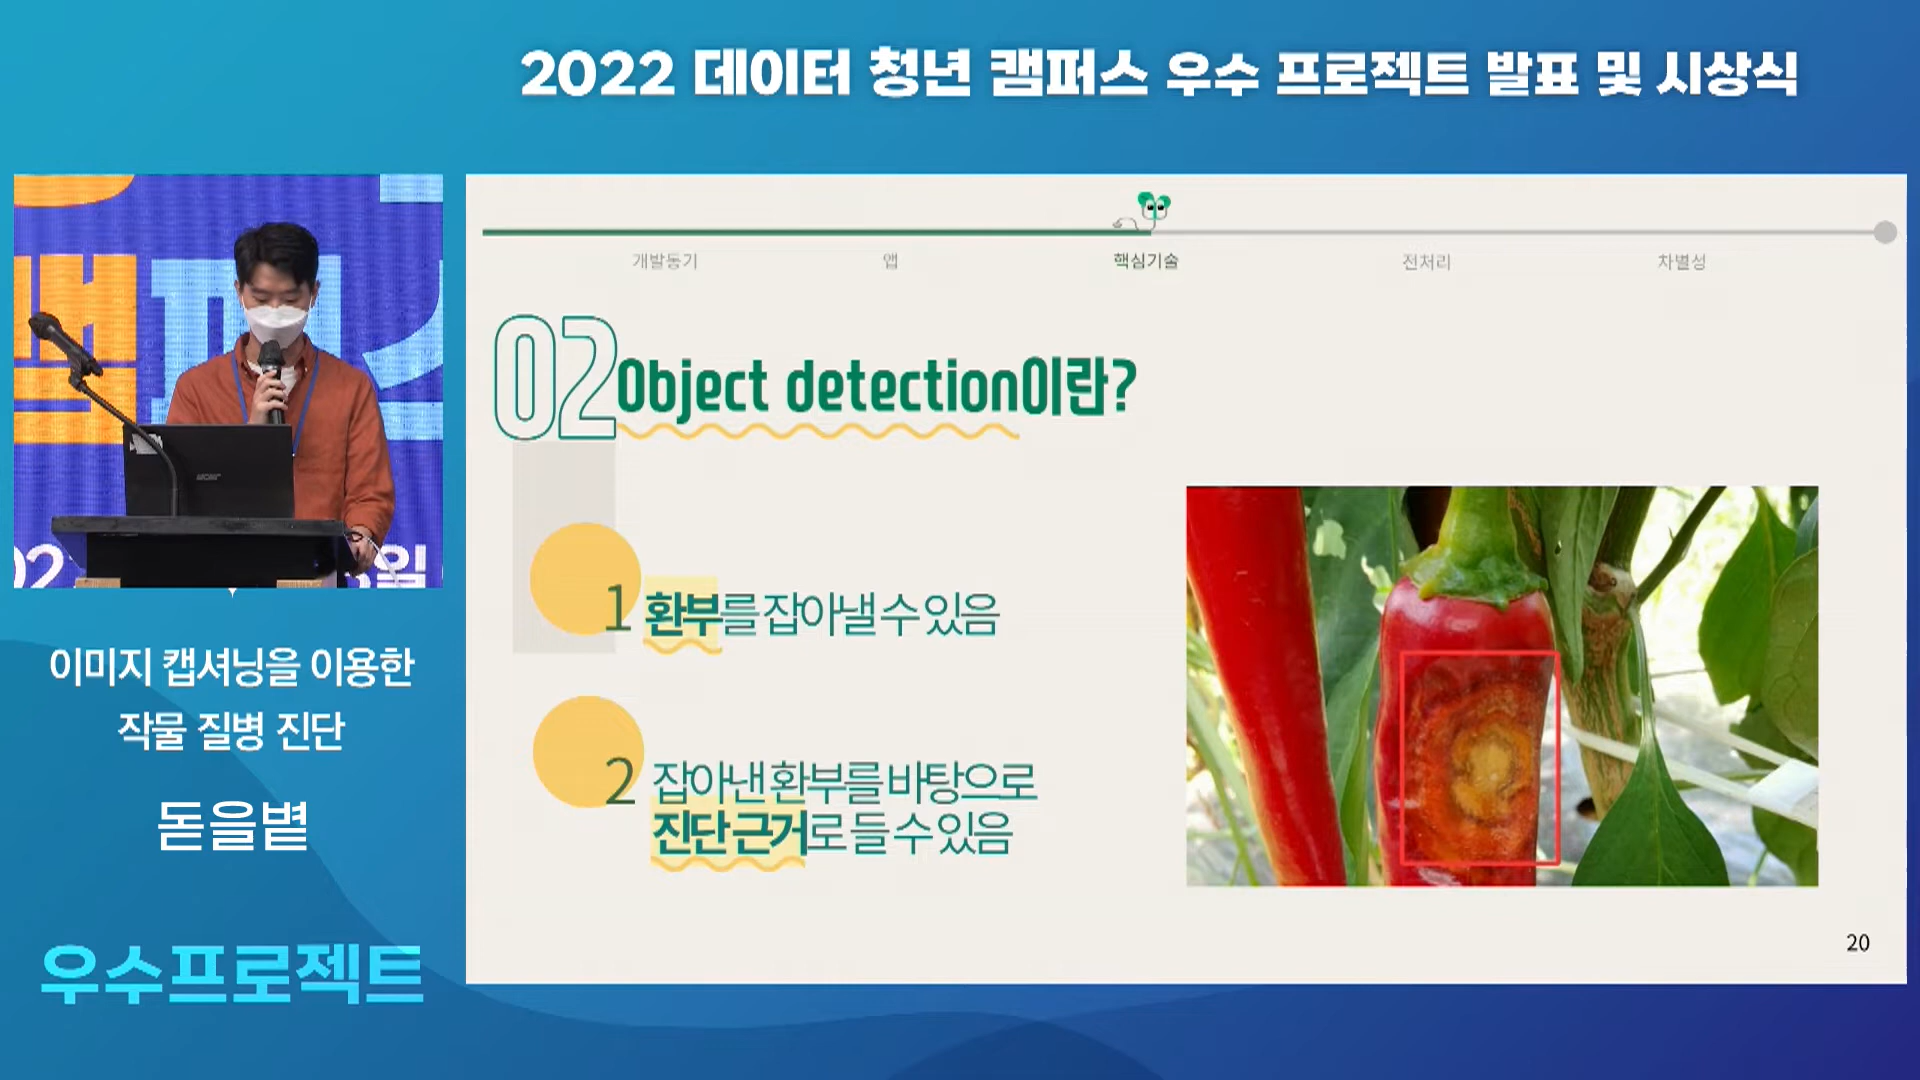 2022 데이터 청년 캠퍼스 우수 프로젝트 발표 및 시상식
개발동기
앱
핵심기술
전처리
차별성
02 Object detection이란?
1 환부를 잡아낼 수 있음
2 잡아낸 환부를 바탕으로
진단 근거로 들 수 있음
20
이미지 캡셔닝을 이용한
작물 질병 진단
돋을볕
우수프로젝트